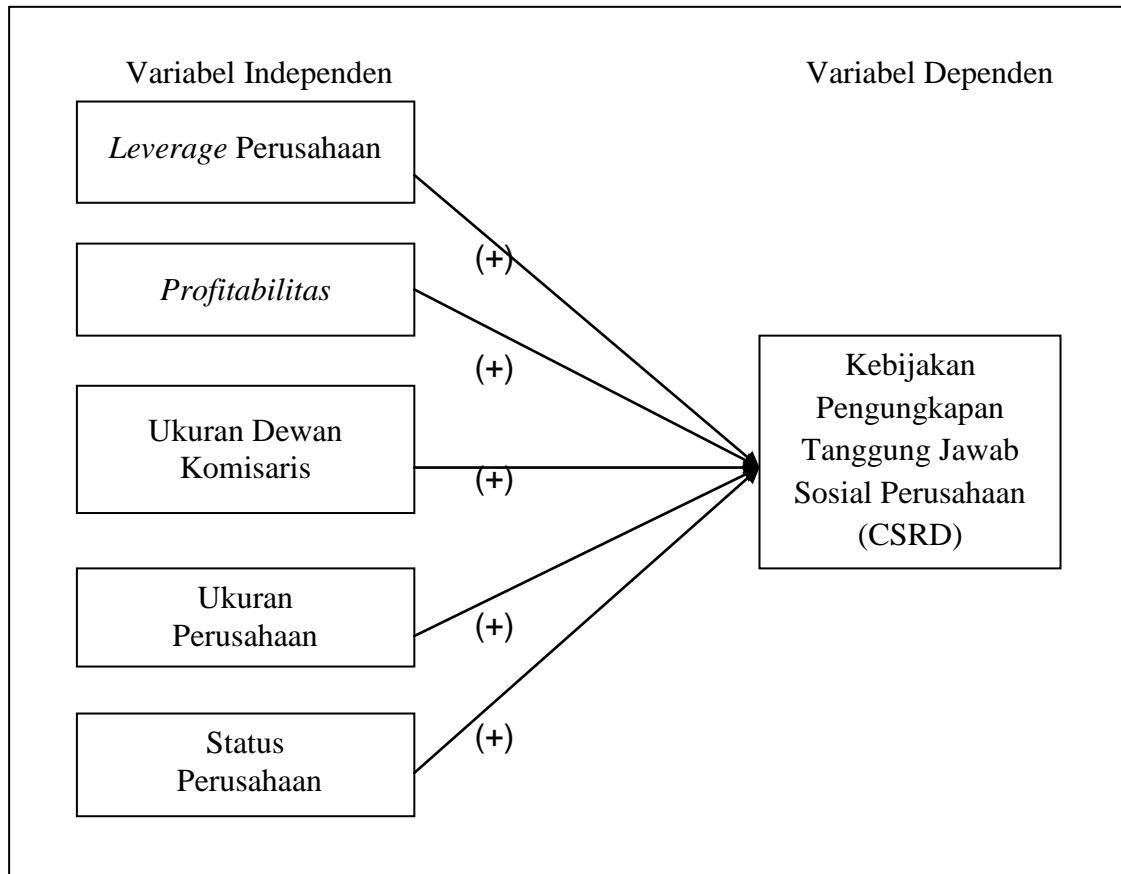 Variabel Independen
Variabel Dependen
Leverage Perusahaan
(+)
Profitabilitas
(+)
Ukuran Dewan
Komisaris
(+)
Ukuran
Perusahaan
(+)
Status
Perusahaan
(+)
Kebijakan
Pengungkapan
Tanggung Jawab
Sosial Perusahaan
(CSRD)